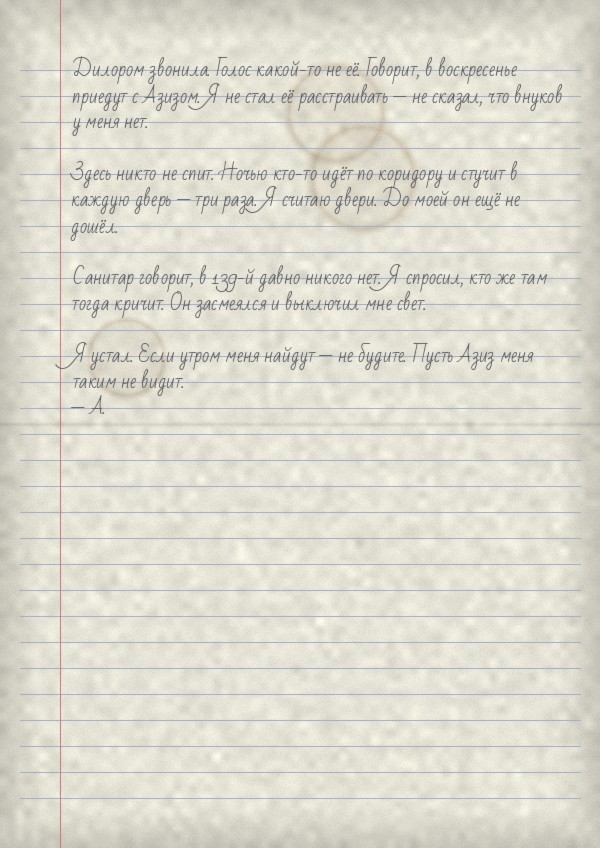 Дилором звонила. Голос какой-то не её. Говорит, в воскресенье
приедут с Азизом. Я не стал её расстраивать — не сказал, что внуков
у меня нет.
Здесь никто не спит. Ночью кто-то идёт по коридору и стучит в
каждую дверь — три раза. Я считаю двери. До моей он ещё не
дошёл.
Санитар говорит, в 139-й давно никого нет. Я спросил, кто же там
тогда кричит. Он засмеялся и выключил мне свет.
Я устал. Если утром меня найдут — не будите. Пусть Азиз меня
таким не видит.
— А.